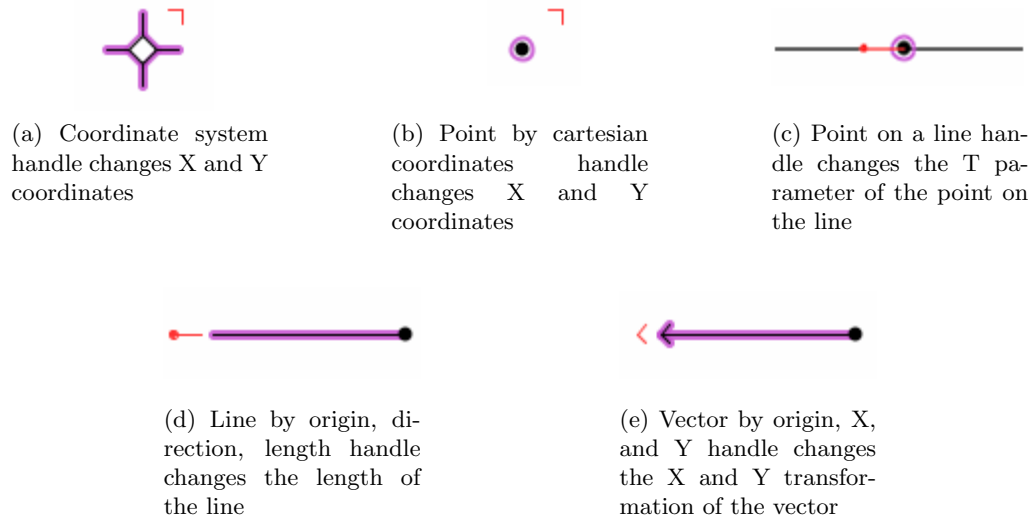 (a) Coordinate system
handle changes X and Y
coordinates
(b) Point by cartesian
coordinates handle
changes X and Y
coordinates
(c) Point on a line han-
dle changes the T pa-
rameter of the point on
the line
(d) Line by origin, di-
rection, length handle
changes the length of
the line
(e) Vector by origin, X,
and Y handle changes
the X and Y transfor-
mation of the vector